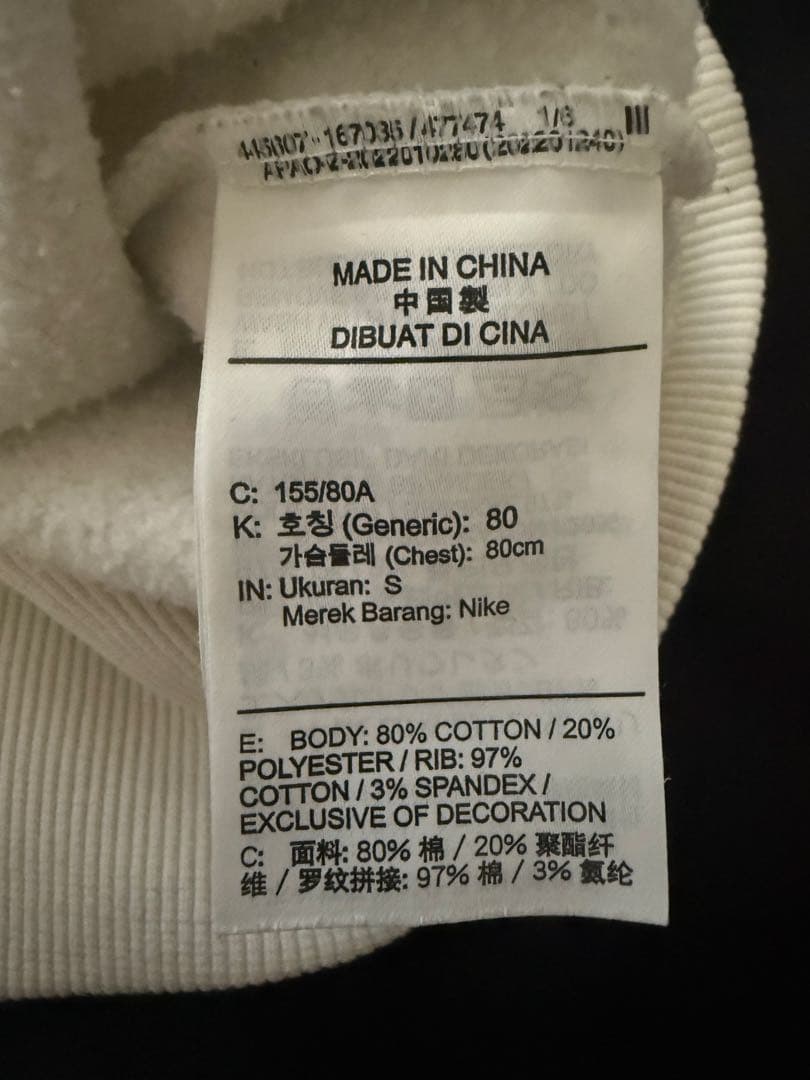 /477474 1/6
MADE IN CHINA
中国製
DIBUAT DI CINA
C: 155/80A
K: 호칭 (Generic): 80
가슴둘레 (Chest): 80cm
IN: Ukuran: S
Merek Barang: Nike
E: BODY: 80% COTTON / 20%
POLYESTER / RIB: 97%
COTTON / 3% SPANDEX /
EXCLUSIVE OF DECORATION
C: 面料: 80% 棉 / 20% 聚酯纤
维 / 罗纹拼接: 97% 棉 / 3% 氨纶